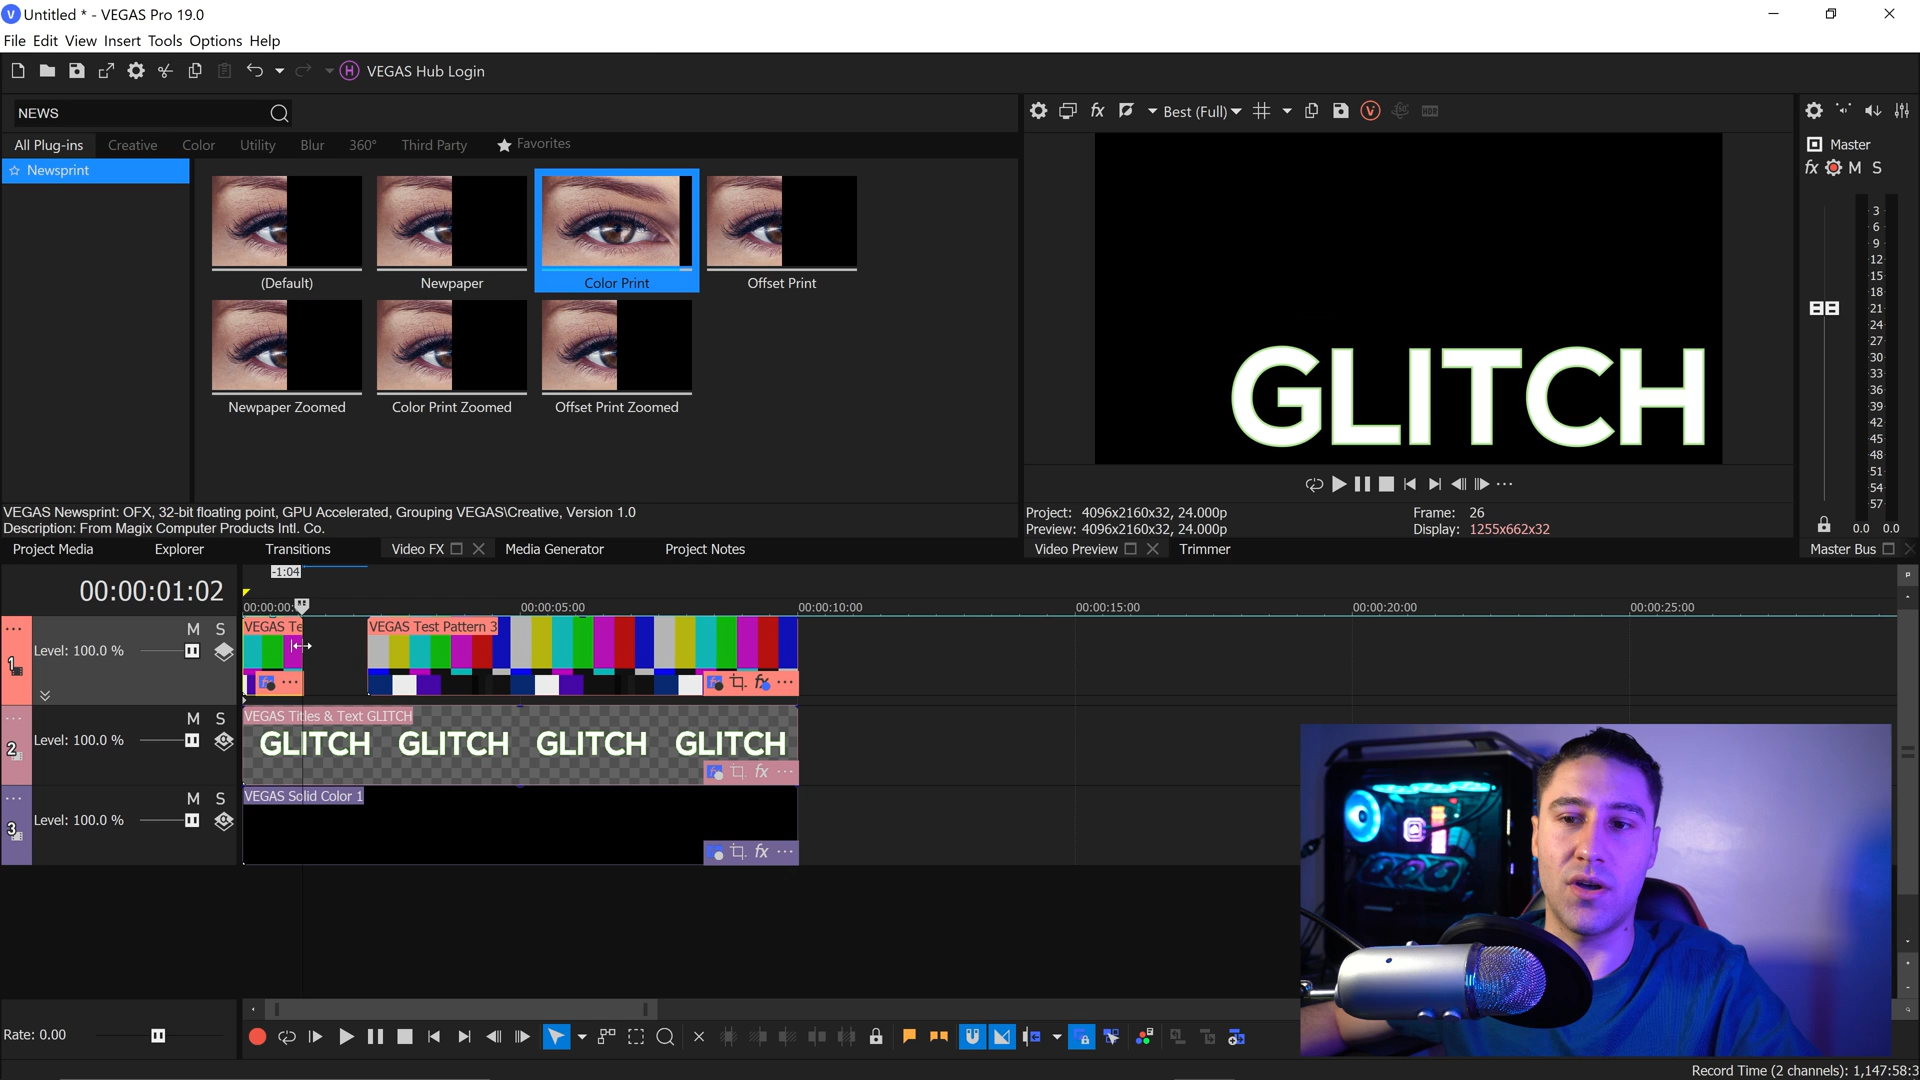 Untitled * - VEGAS Pro 19.0
File Edit View Insert Tools Options Help
VEGAS Hub Login
NEWS
All Plug-ins Creative Color Utility Blur 360° Third Party Favorites
Newsprint
(Default) Newpaper Color Print Offset Print
Newpaper Zoomed Color Print Zoomed Offset Print Zoomed
VEGAS Newsprint: OFX, 32-bit floating point, GPU Accelerated, Grouping VEGAS\Creative, Version 1.0
Description: From Magix Computer Products Intl. Co.
Project Media Explorer Transitions Video FX Media Generator Project Notes
fx Best (Full)
GLITCH
Project: 4096x2160x32, 24.000p
Preview: 4096x2160x32, 24.000p
Frame: 26
Display: 1255x662x32
Video Preview Trimmer
Master
fx M S
3
6
9
12
15
18
21
24
27
30
33
36
39
42
45
48
51
54
57
0.0 0.0
Master Bus
00:00:01:02
-1:04
00:00:00: 00:00:05:00 00:00:10:00 00:00:15:00 00:00:20:00 00:00:25:00
1 M S
Level: 100.0 %
VEGAS Te
VEGAS Test Pattern 3
fx
2 M S
Level: 100.0 %
VEGAS Titles & Text GLITCH
GLITCH GLITCH GLITCH GLITCH
fx
3 M S
Level: 100.0 %
VEGAS Solid Color 1
fx
Rate: 0.00
Record Time (2 channels): 1,147:58:3